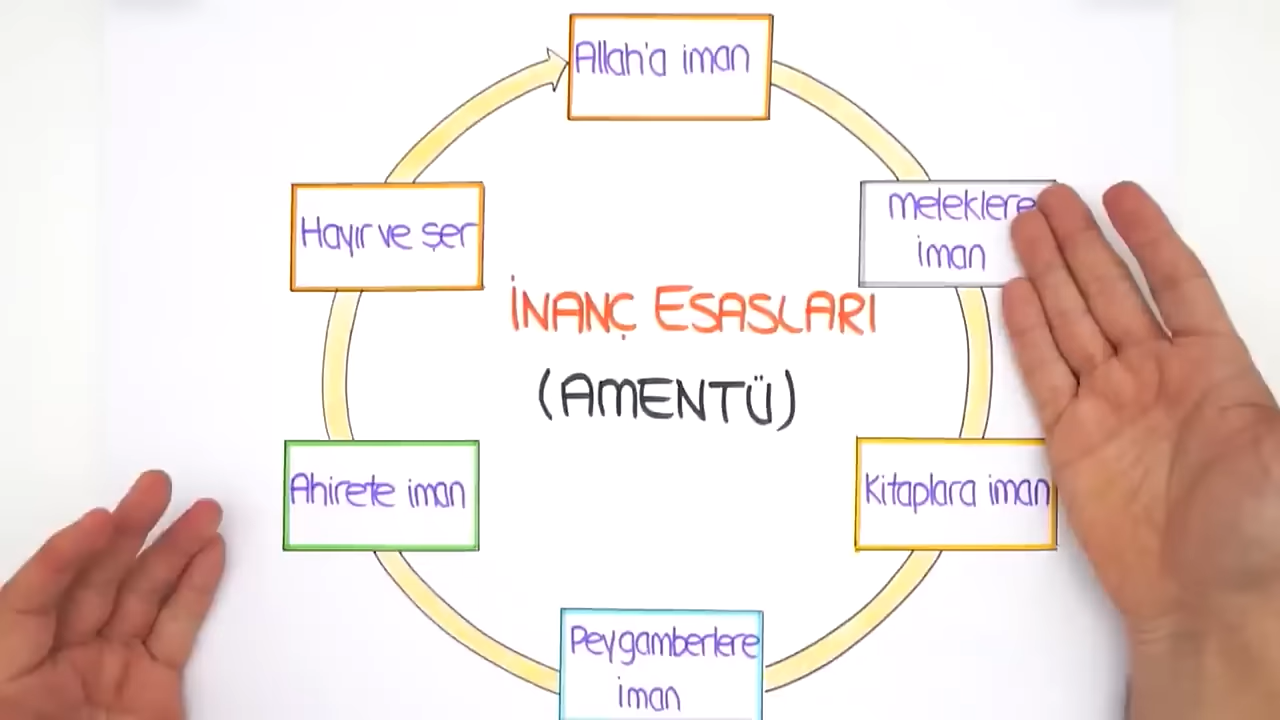 Allah'a iman
meleklere
iman
Kitaplara iman
Peygamberlere
iman
Ahirete iman
Hayır ve şer
İNANÇ ESASLARI
(AMENTÜ)